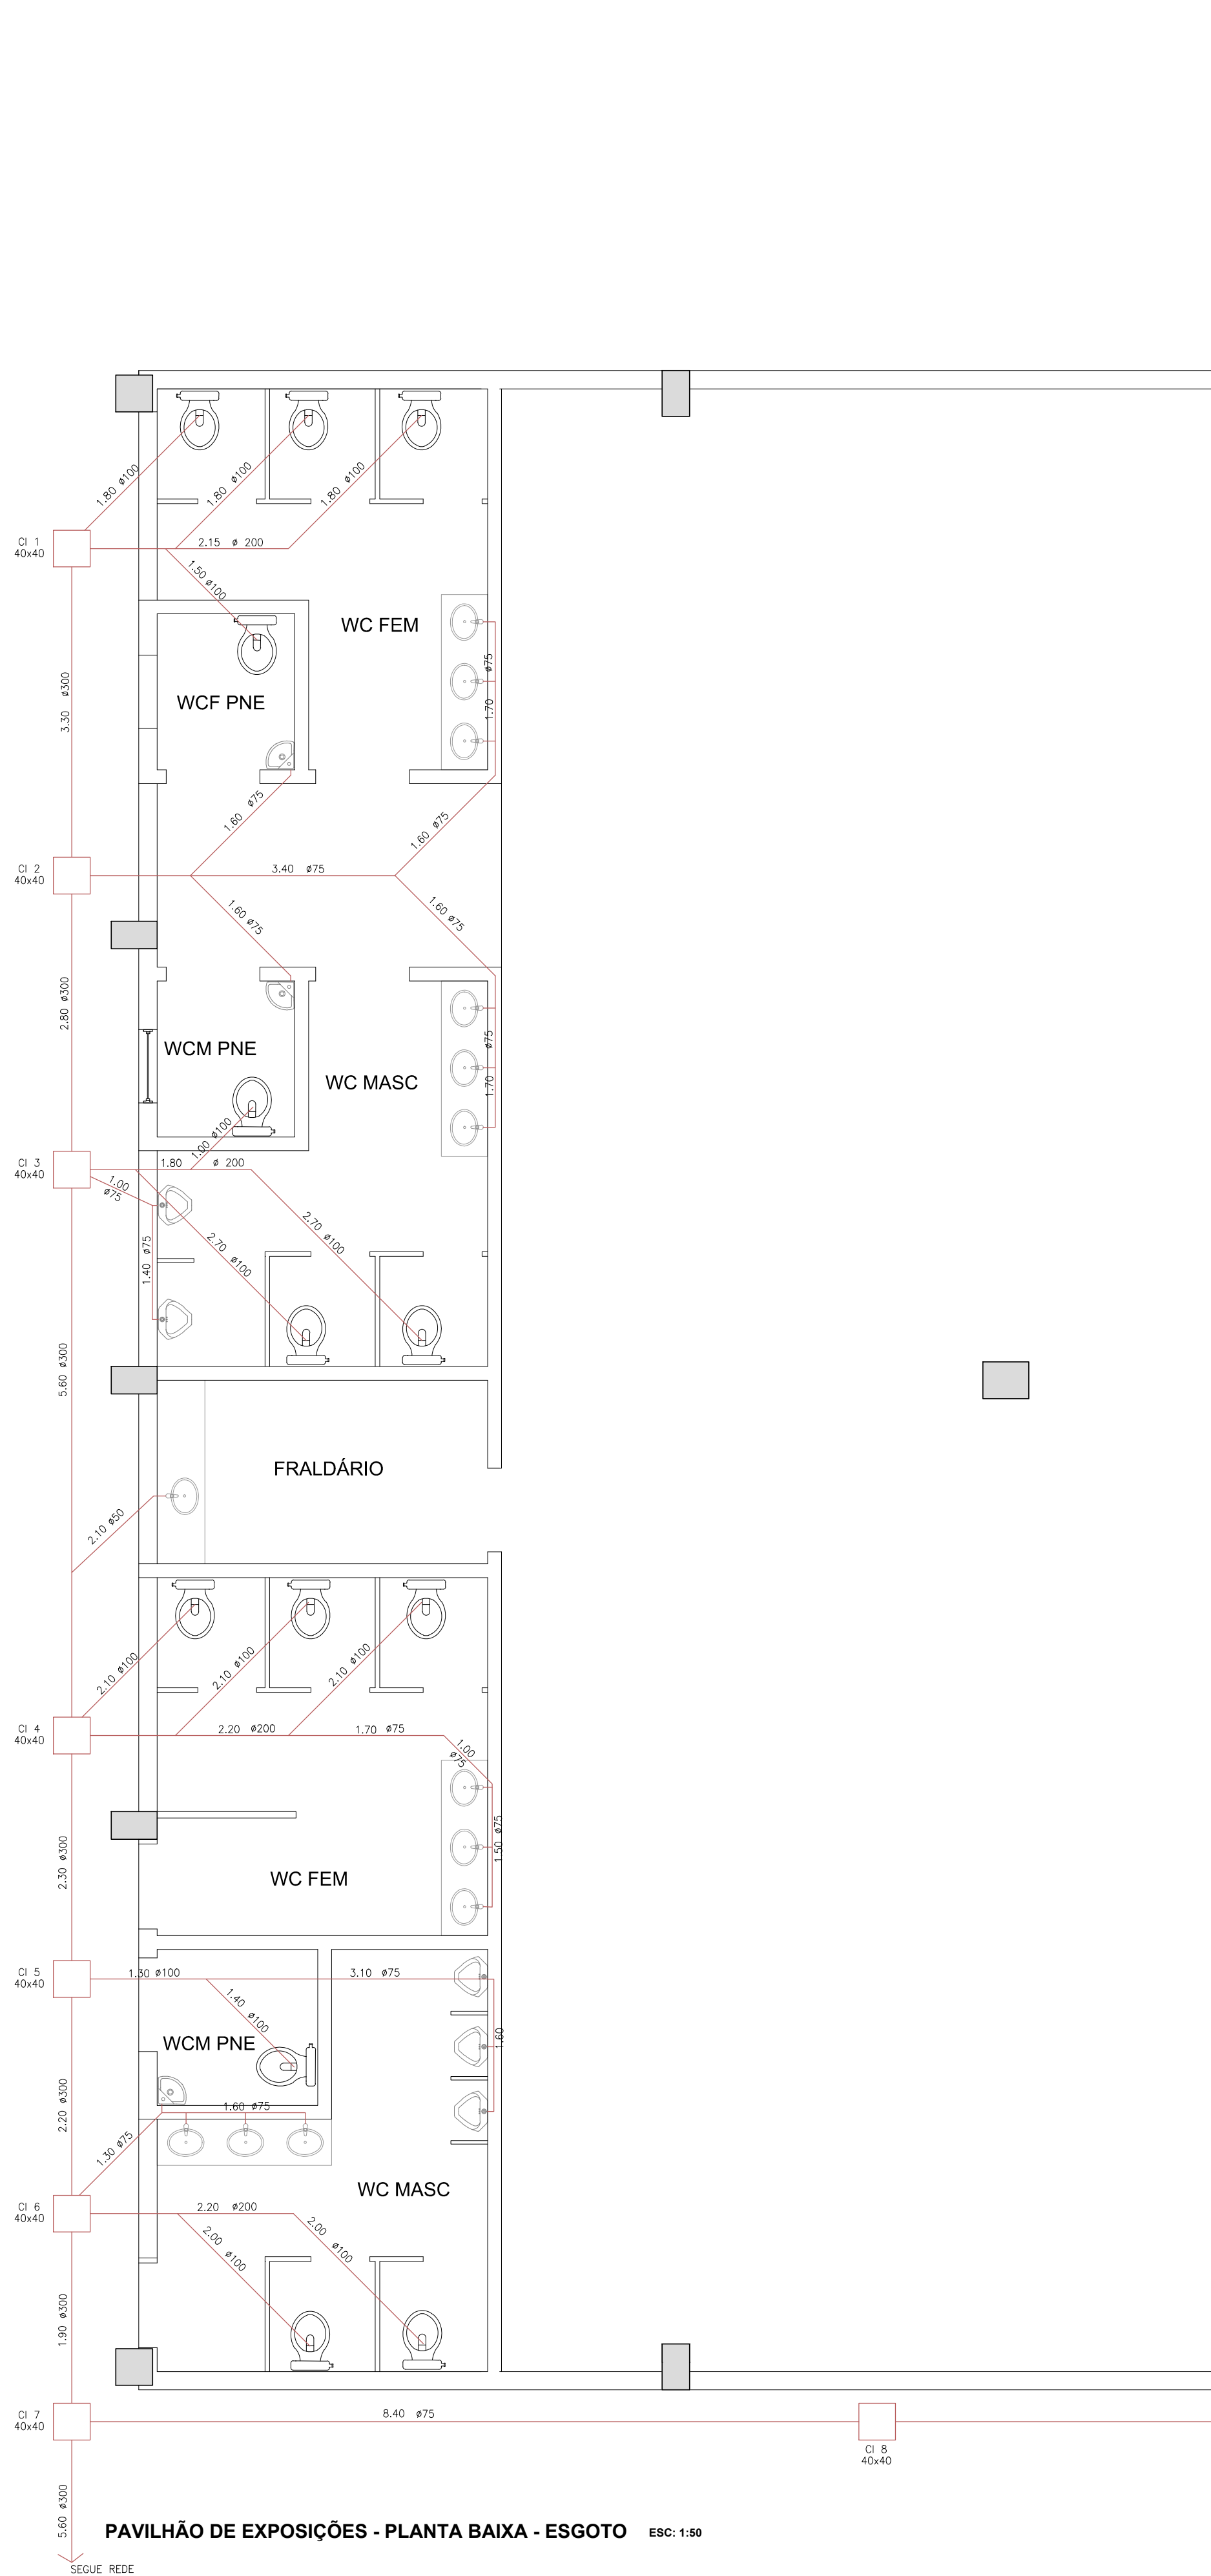 1.80 ø100
1.80 ø100
1.80 ø100
CI 1
40x40
2.15 ø 200
1.50 ø100
WC FEM
ø75
1.70
3.30 ø300
WCF PNE
1.60 ø75
1.60 ø75
CI 2
40x40
3.40 ø75
1.60 ø75
1.60 ø75
2.80 ø300
WCM PNE
WC MASC
ø75
1.70
1.00 ø100
CI 3
40x40
1.80 ø 200
1.00
ø75
2.70 ø100
2.70 ø100
1.40 ø75
5.60 ø300
FRALDÁRIO
2.10 ø50
2.10 ø100
2.10 ø100
2.10 ø100
CI 4
40x40
2.20 ø200
1.70 ø75
1.00
ø75
1.50 ø75
2.30 ø300
WC FEM
CI 5
40x40
1.30 ø100
3.10 ø75
1.40 ø100
WCM PNE
1.60
2.20 ø300
1.60 ø75
1.30 ø75
WC MASC
CI 6
40x40
2.20 ø200
2.00 ø100
2.00 ø100
1.90 ø300
CI 7
40x40
8.40 ø75
CI 8
40x40
5.60 ø300
PAVILHÃO DE EXPOSIÇÕES - PLANTA BAIXA - ESGOTO ESC: 1:50
SEGUE REDE